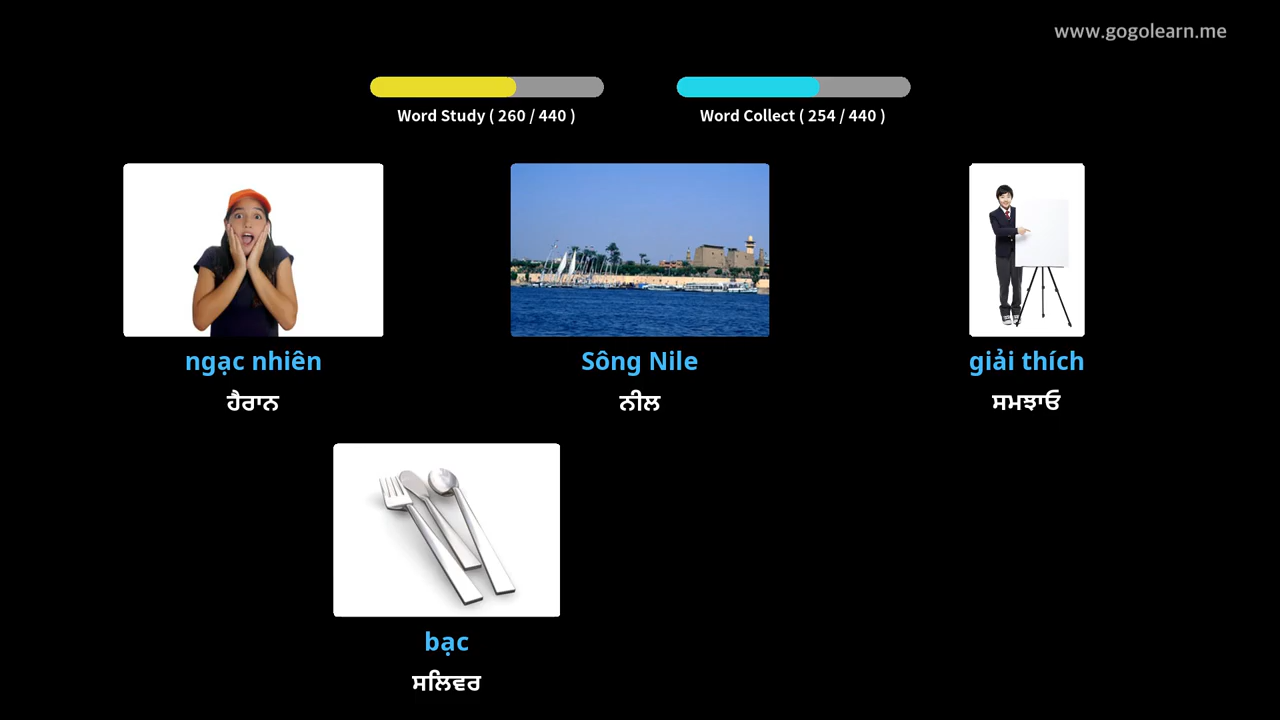 www.gogolearn.me
Word Study ( 260 / 440 )
Word Collect ( 254 / 440 )
ngạc nhiên
Sông Nile
giải thích
ਹੈਰਾਨ
ਨੀਲ
ਸਮਝਾਓ
bạc
ਸਲਿਵਰ